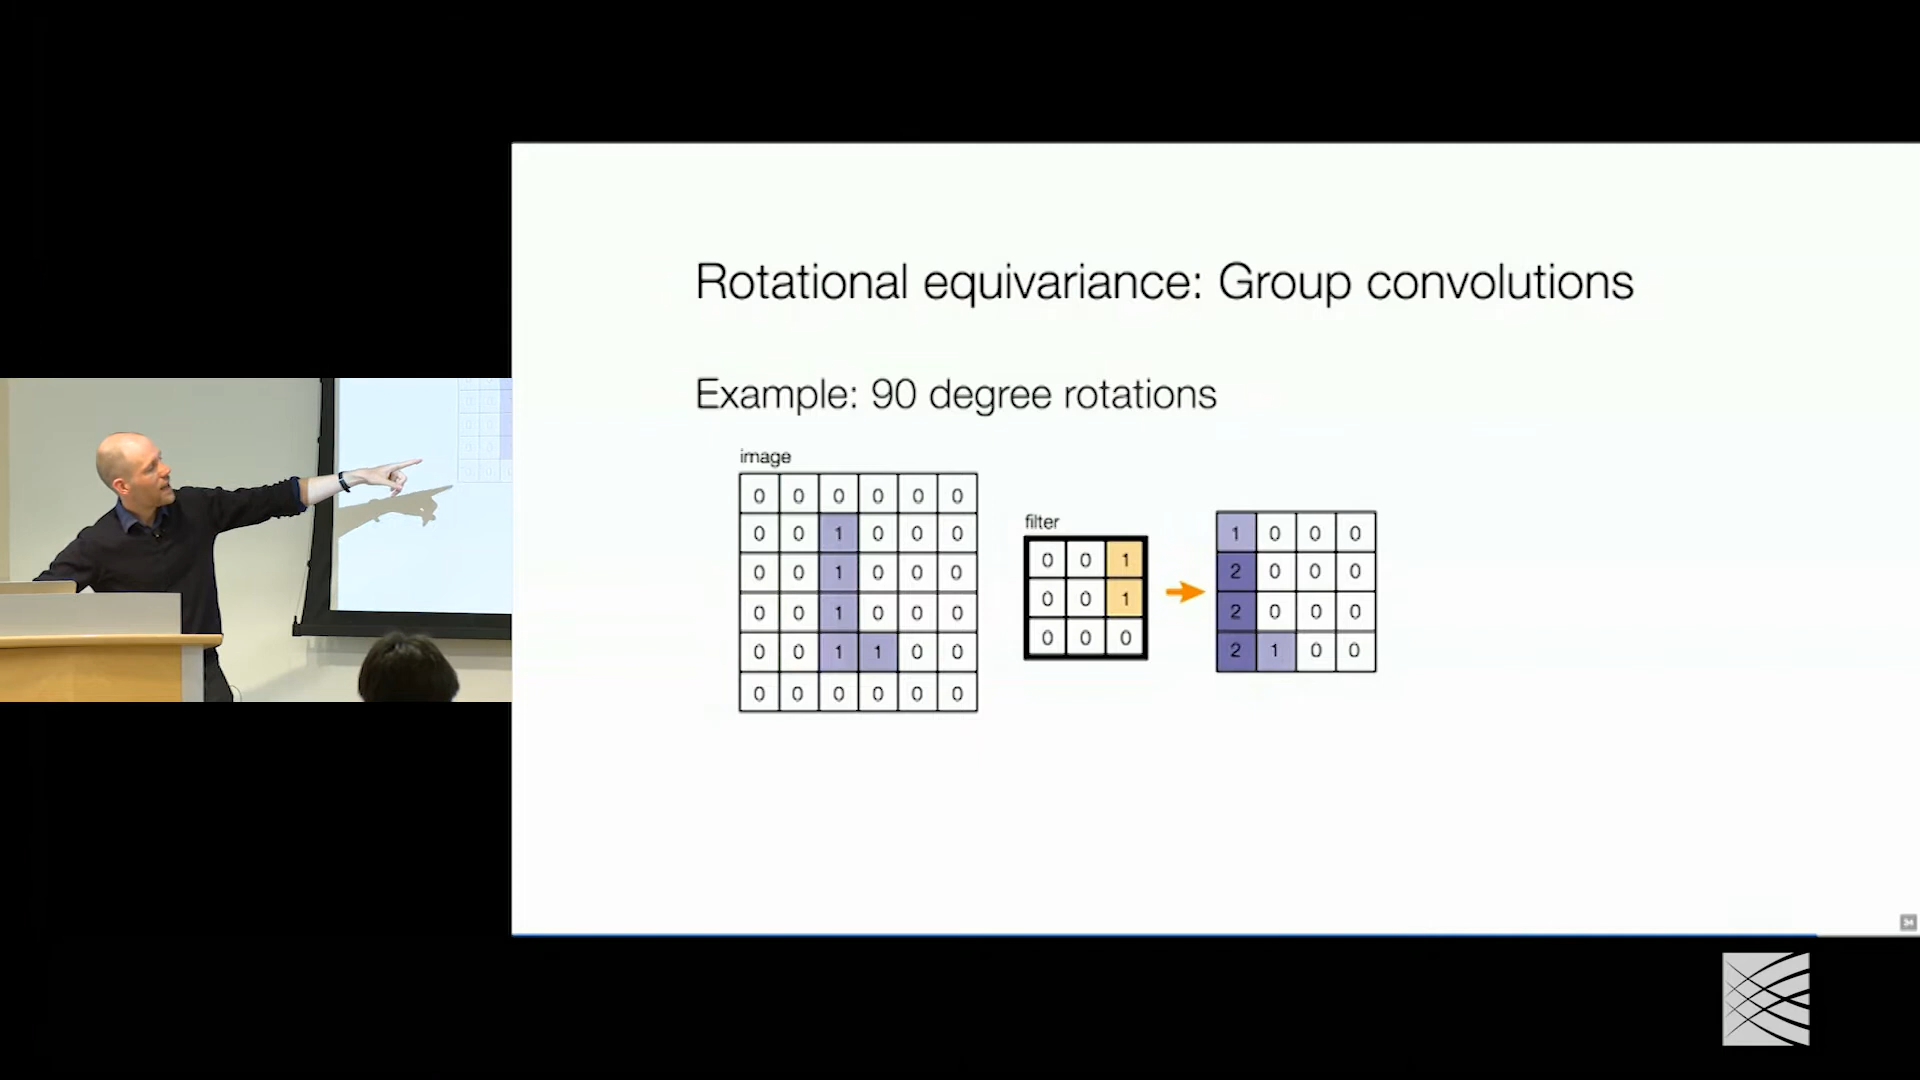 Rotational equivariance: Group convolutions
Example: 90 degree rotations
image
0 0 0 0 0 0
0 0 1 0 0 0
0 0 1 0 0 0
0 0 1 0 0 0
0 0 1 1 0 0
0 0 0 0 0 0
filter
0 0 1
0 0 1
0 0 0
1 0 0 0
2 0 0 0
2 0 0 0
2 1 0 0
34